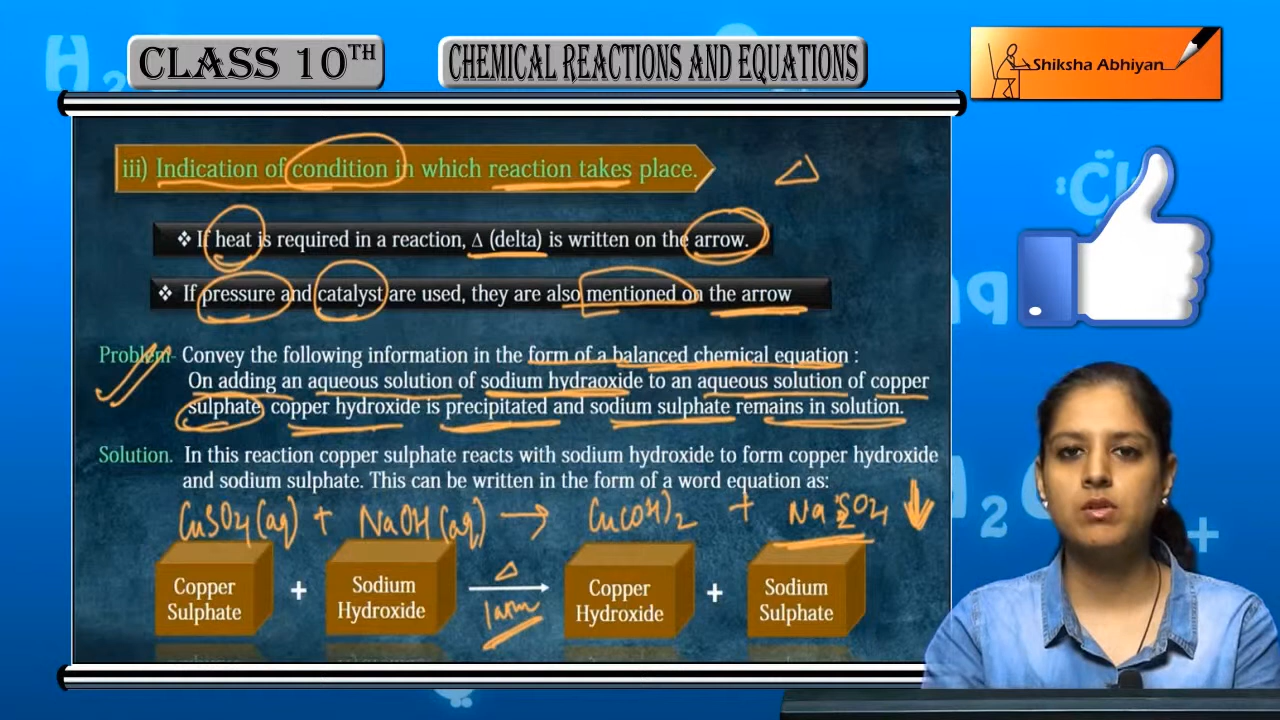 CLASS 10TH
CHEMICAL REACTIONS AND EQUATIONS
Shiksha Abhiyan
iii) Indication of condition in which reaction takes place.
Δ
❖ If heat is required in a reaction, Δ (delta) is written on the arrow.
❖ If pressure and catalyst are used, they are also mentioned on the arrow
Problem- Convey the following information in the form of a balanced chemical equation :
On adding an aqueous solution of sodium hydraoxide to an aqueous solution of copper
sulphate, copper hydroxide is precipitated and sodium sulphate remains in solution.
Solution. In this reaction copper sulphate reacts with sodium hydroxide to form copper hydroxide
and sodium sulphate. This can be written in the form of a word equation as:
CuSO4 (aq) + NaOH (aq) → Cu(OH)2 + Na2SO4 ↓
Copper Sulphate + Sodium Hydroxide Δ → 1 atm Copper Hydroxide + Sodium Sulphate